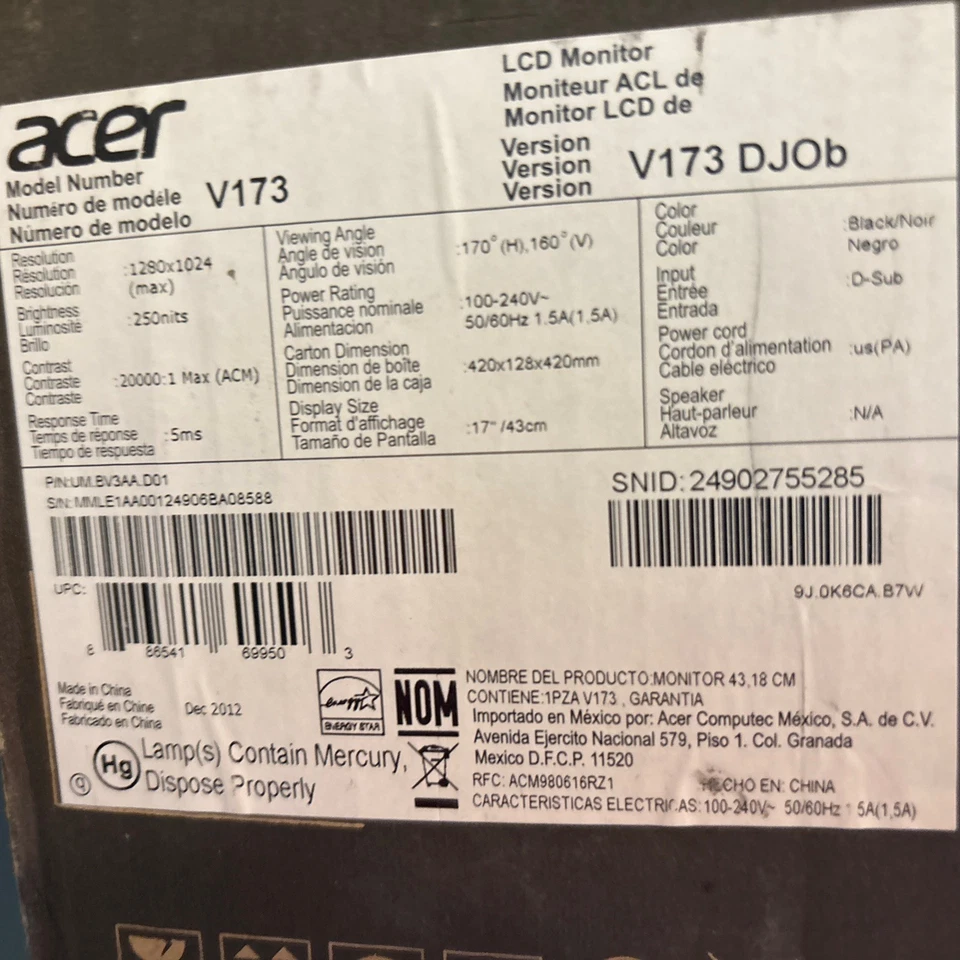 acer
LCD Monitor
Moniteur ACL de
Monitor LCD de
Model Number
Numéro de modéle V173
Número de modelo
Version
Version V173 DJOb
Version
Resolution
Résolution :1280x1024
Resolución (max)
Brightness
Luminosité :250nits
Brillo
Contrast
Contraste :20000:1 Max (ACM)
Contraste
Response Time
Temps de réponse :5ms
Tiempo de respuesta
Viewing Angle
Angle de vision :170°(H),160°(V)
Angulo de visión
Power Rating
Puissance nominale :100-240V~
Alimentacion 50/60Hz 1.5A(1,5A)
Carton Dimension
Dimension de boîte :420x128x420mm
Dimension de la caja
Display Size
Format d'affichage :17"/43cm
Tamaño de Pantalla
Color
Couleur :Black/Noir
Color Negro
Input
Entrée :D-Sub
Entrada
Power cord
Cordon d'alimentation :us(PA)
Cable eléctrico
Speaker
Haut-parleur :N/A
Altavoz
P/N:UM.BV3AA.D01
S/N: MMLE1AA00124906BA08588
SNID: 24902755285
UPC:
8 86541 69950 3
9J.0K6CA.B7W
Made in China
Fabriqué en Chine Dec 2012
Fabricado en China
energy
ENERGY STAR
NOM
Hg Lamp(s) Contain Mercury,
g Dispose Properly
NOMBRE DEL PRODUCTO:MONITOR 43,18 CM
CONTIENE:1PZA V173 , GARANTIA
Importado en México por: Acer Computec México, S.A. de C.V.
Avenida Ejercito Nacional 579, Piso 1. Col. Granada
Mexico D.F.C.P. 11520
RFC: ACM980616RZ1 HECHO EN: CHINA
CARACTERISTICAS ELECTRICAS:100-240V~ 50/60Hz 1 5A(1,5A)